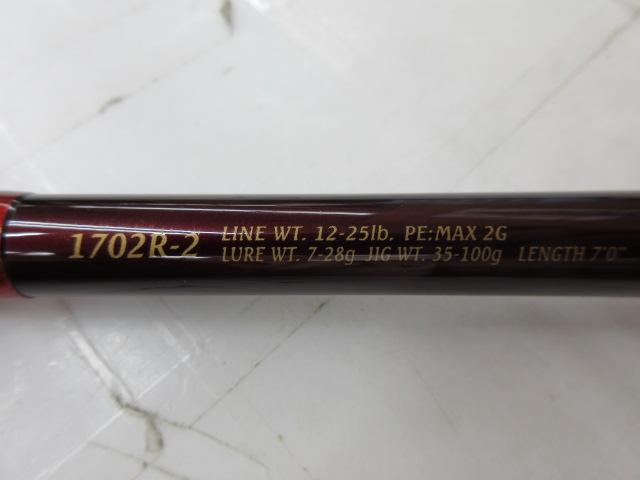 1702R-2
LINE WT. 12-25lb. PE:MAX 2G
LURE WT. 7-28g JIG WT. 35-100g LENGTH 7'0"